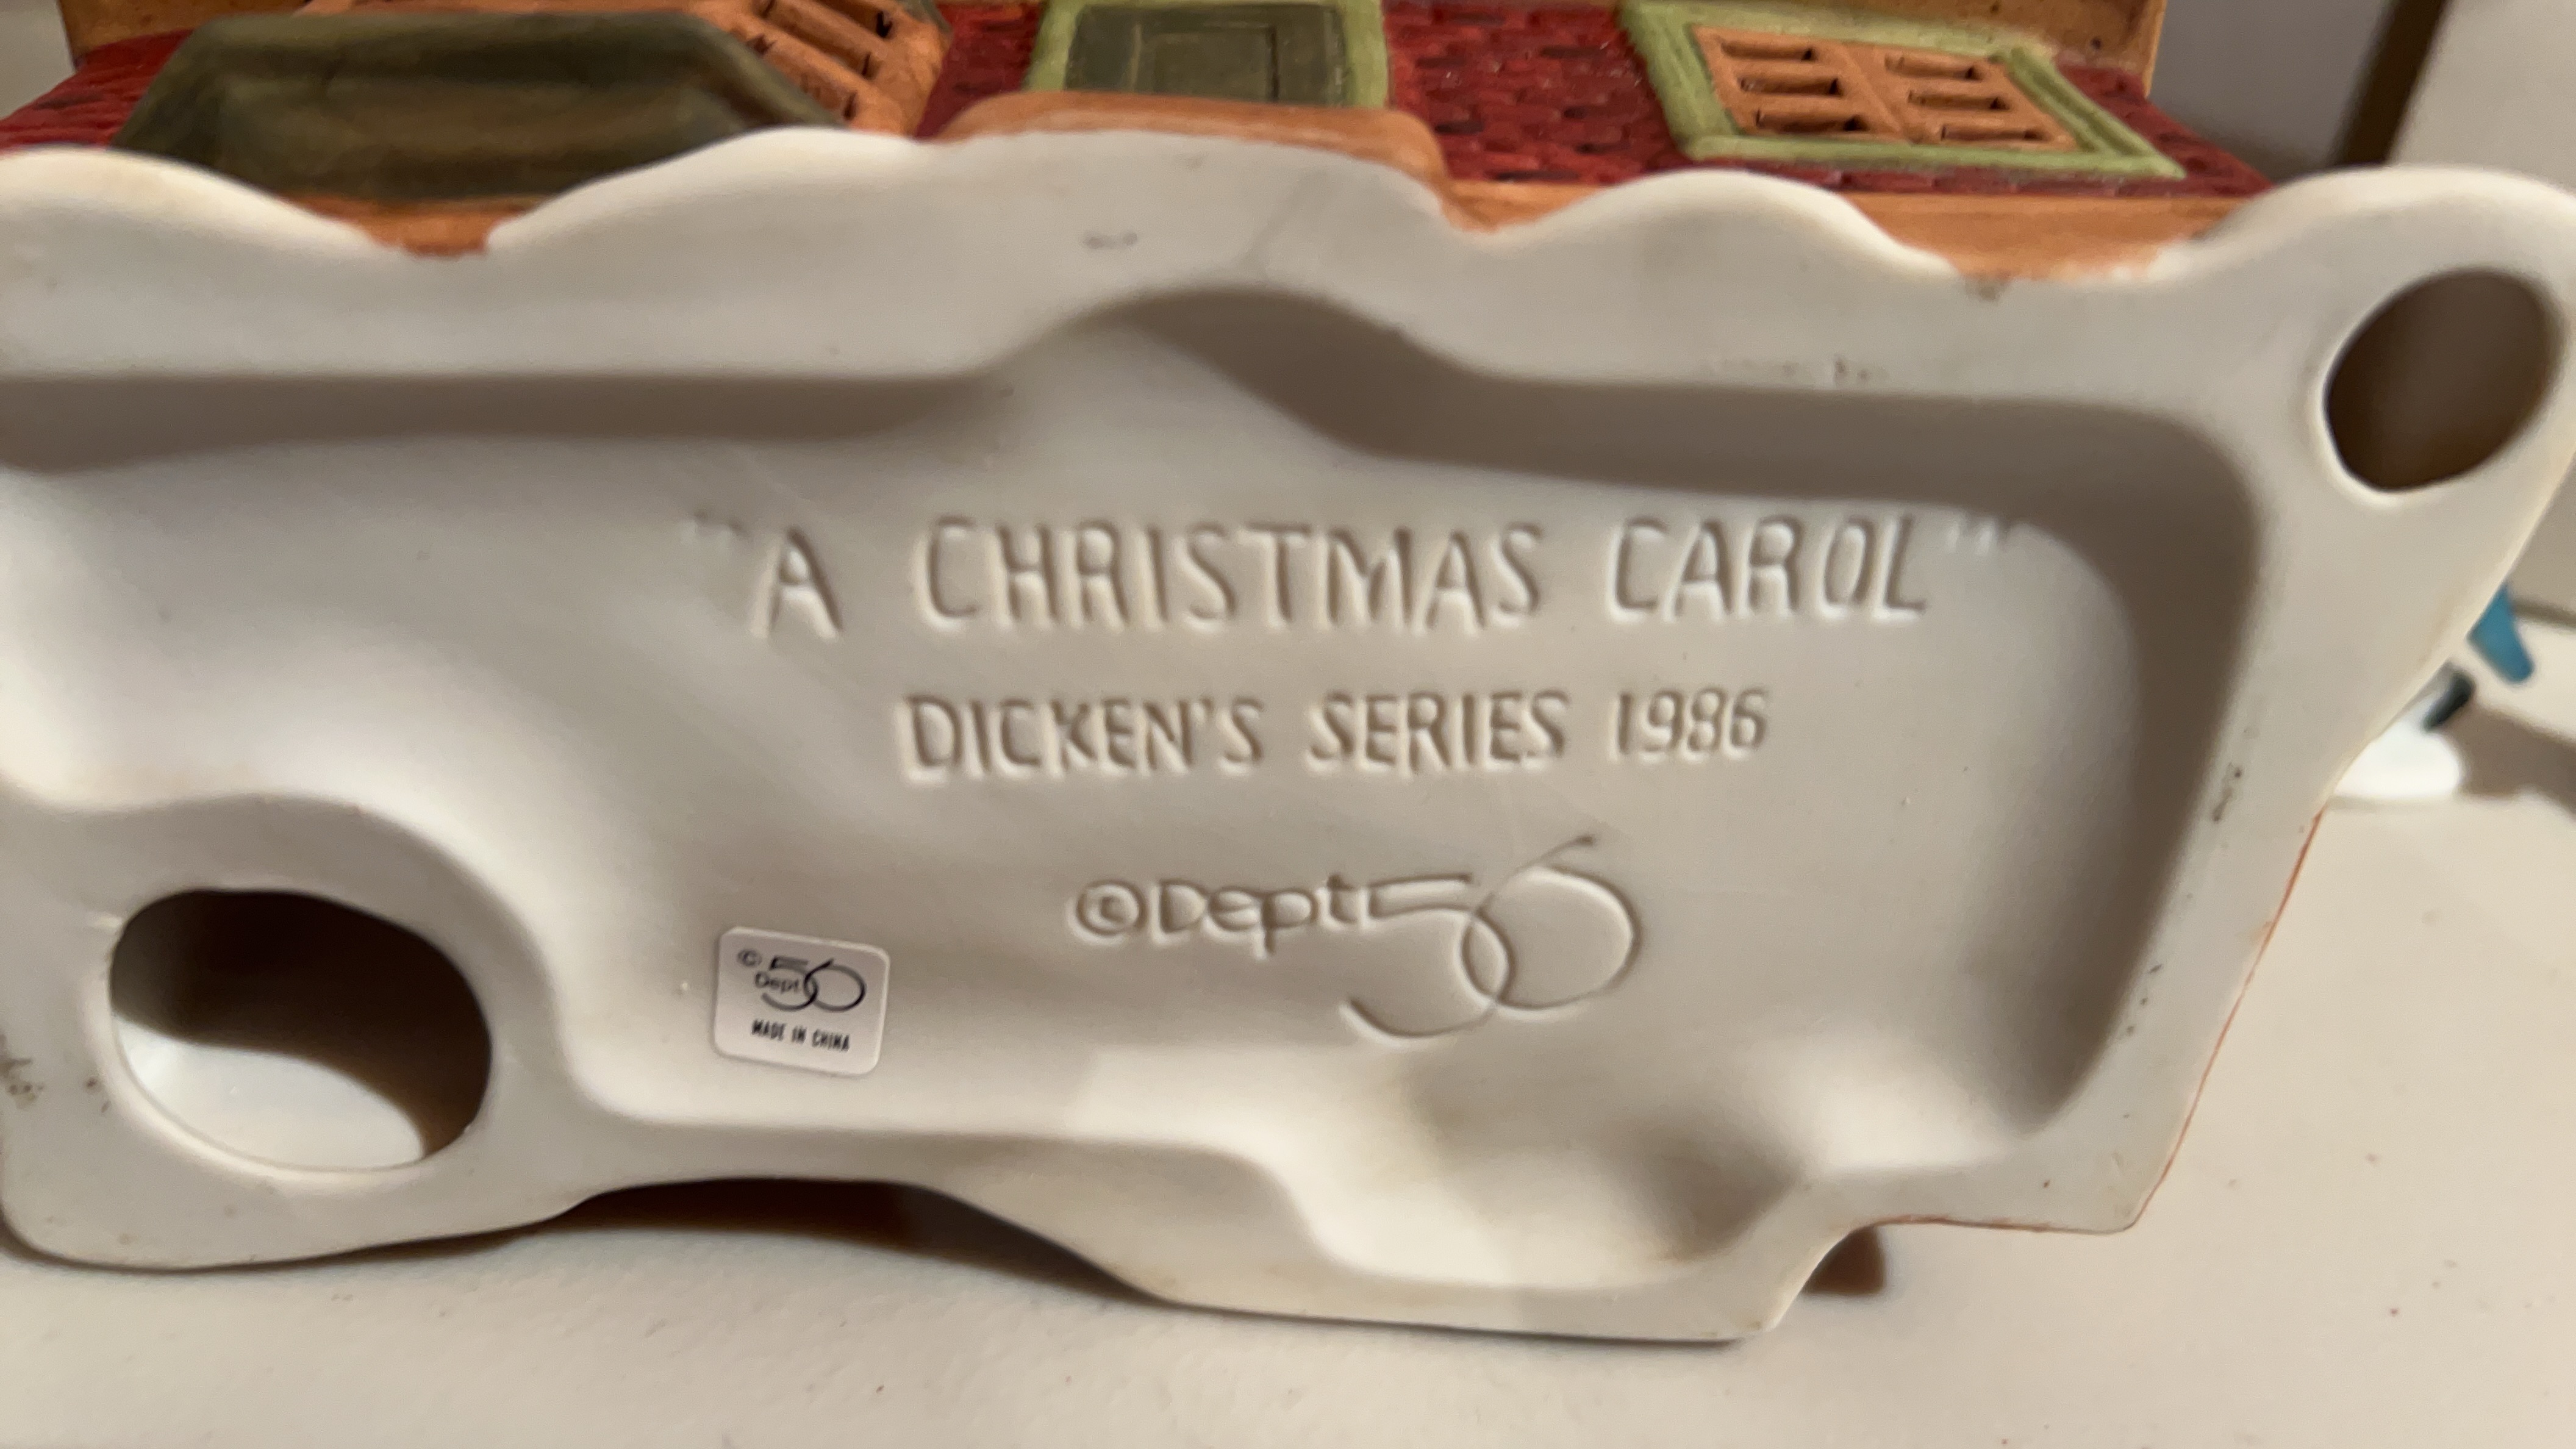 "A CHRISTMAS CAROL"
DICKEN'S SERIES 1986
©Dept 56
© Dept 56
MADE IN CHINA